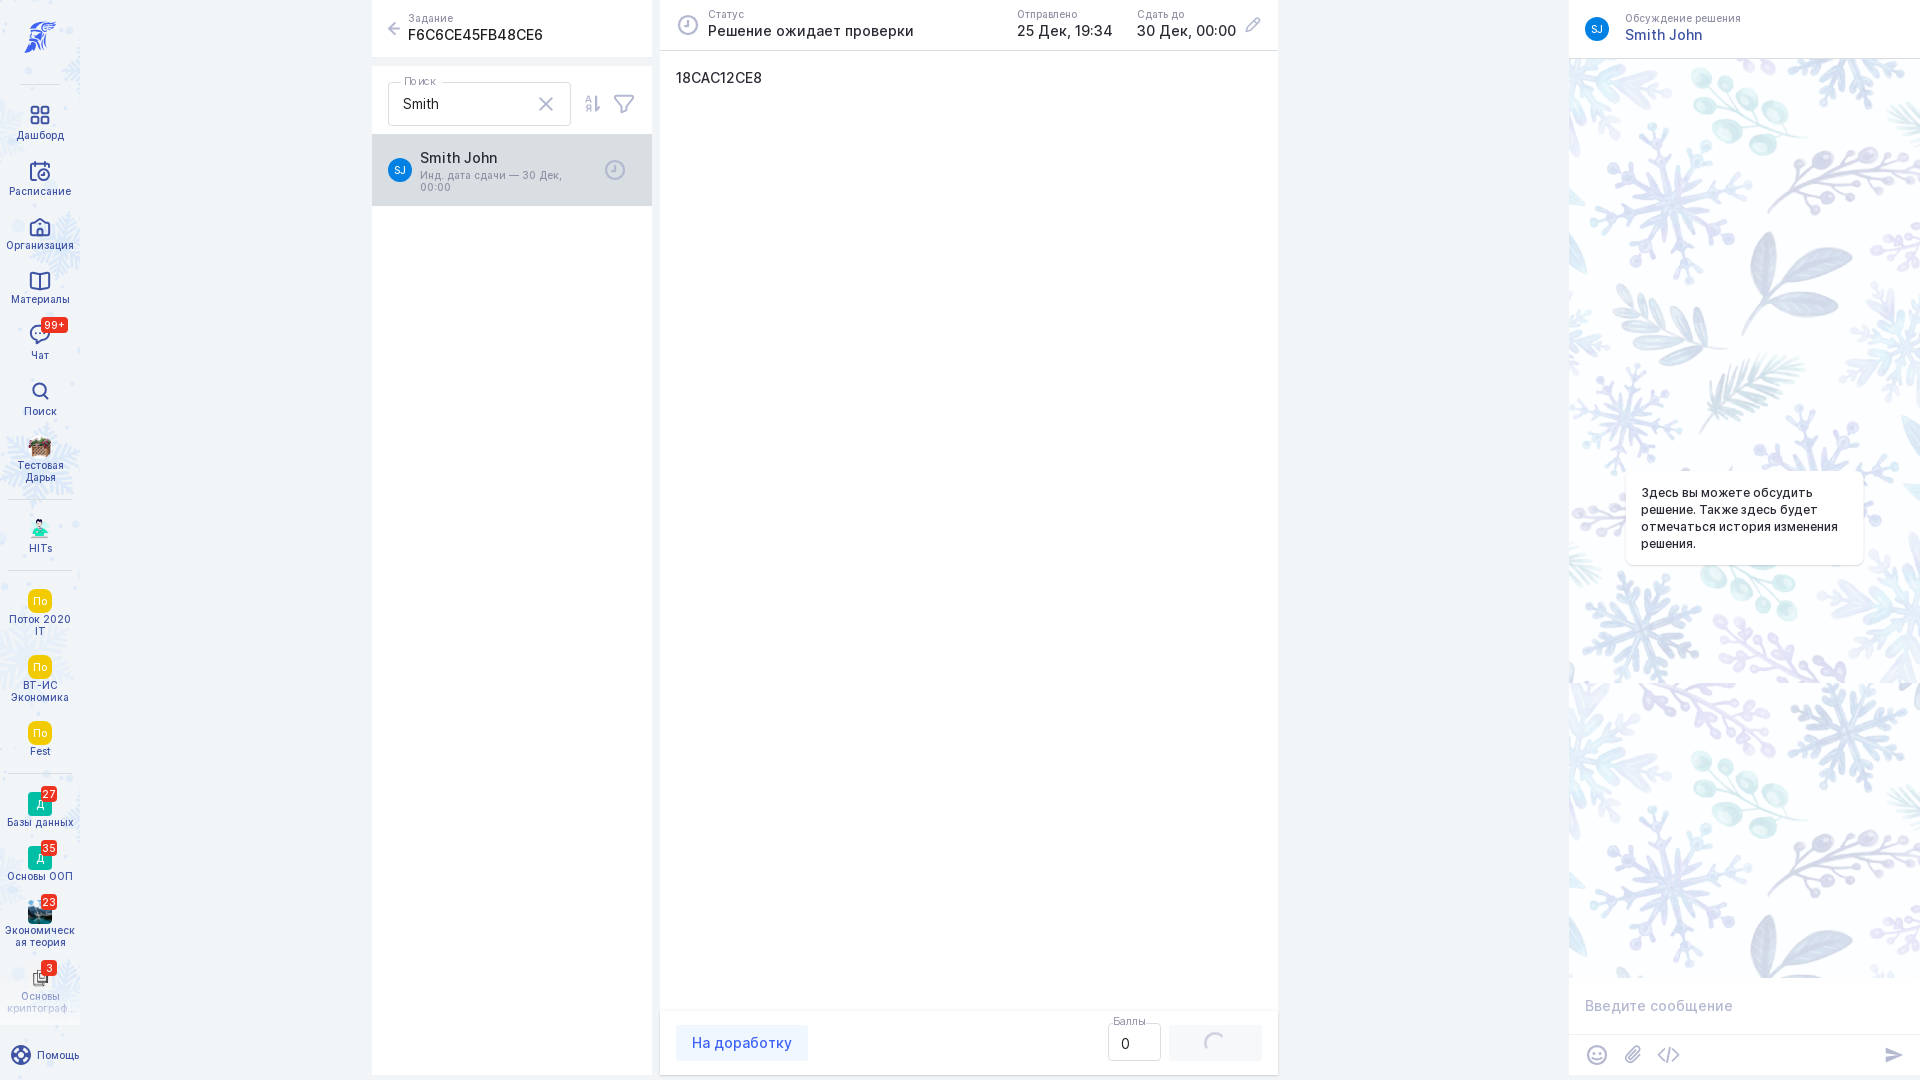 Дашборд
Расписание
Организация
Материалы
99+
Чат
Поиск
Тестовая
Дарья
HITs
По
Поток 2020
IT
По
ВТ-ИС
Экономика
По
Fest
27
Д
Базы данных
35
Д
Основы ООП
23
Экономическ
ая теория
3
Основы
криптограф...
Помощь
Задание
F6C6CE45FB48CE6
Поиск
Smith
А
Я
SJ
Smith John
Инд. дата сдачи — 30 Дек,
00:00
Статус
Решение ожидает проверки
Отправлено
25 Дек, 19:34
Сдать до
30 Дек, 00:00
18CAC12CE8
На доработку
Баллы
0
SJ
Обсуждение решения
Smith John
Здесь вы можете обсудить
решение. Также здесь будет
отмечаться история изменения
решения.
Введите сообщение